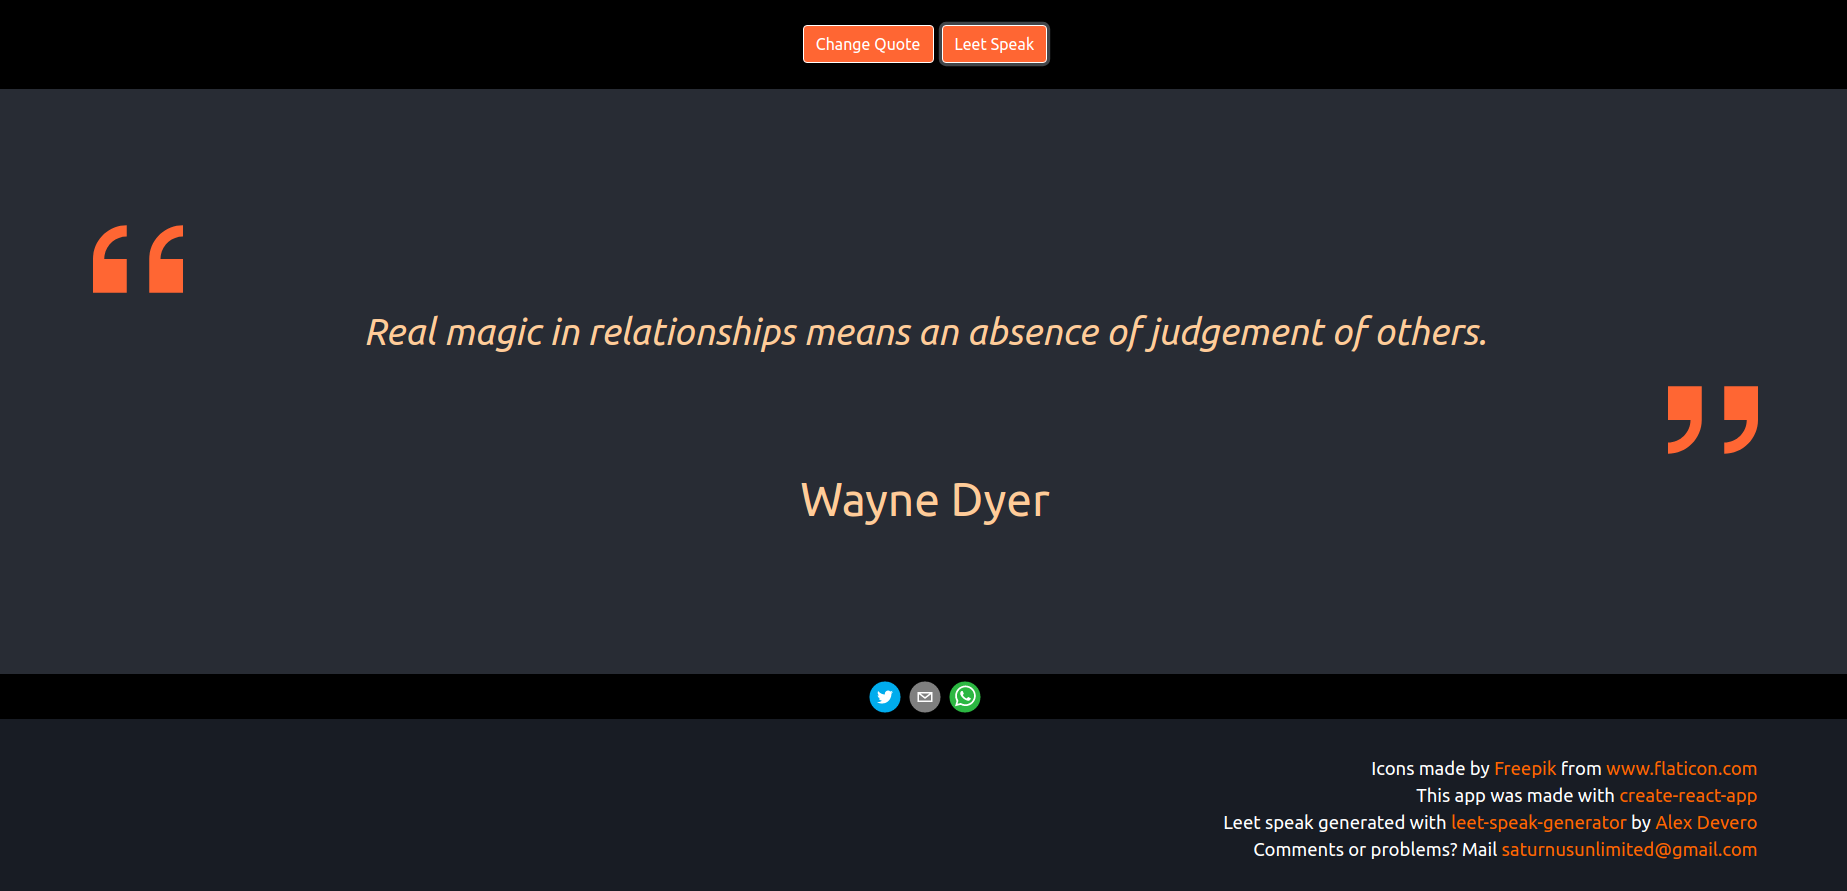 Change Quote Leet Speak
Real magic in relationships means an absence of judgement of others.
Wayne Dyer
Icons made by Freepik from www.flaticon.com
This app was made with create-react-app
Leet speak generated with leet-speak-generator by Alex Devero
Comments or problems? Mail saturnusunlimited@gmail.com